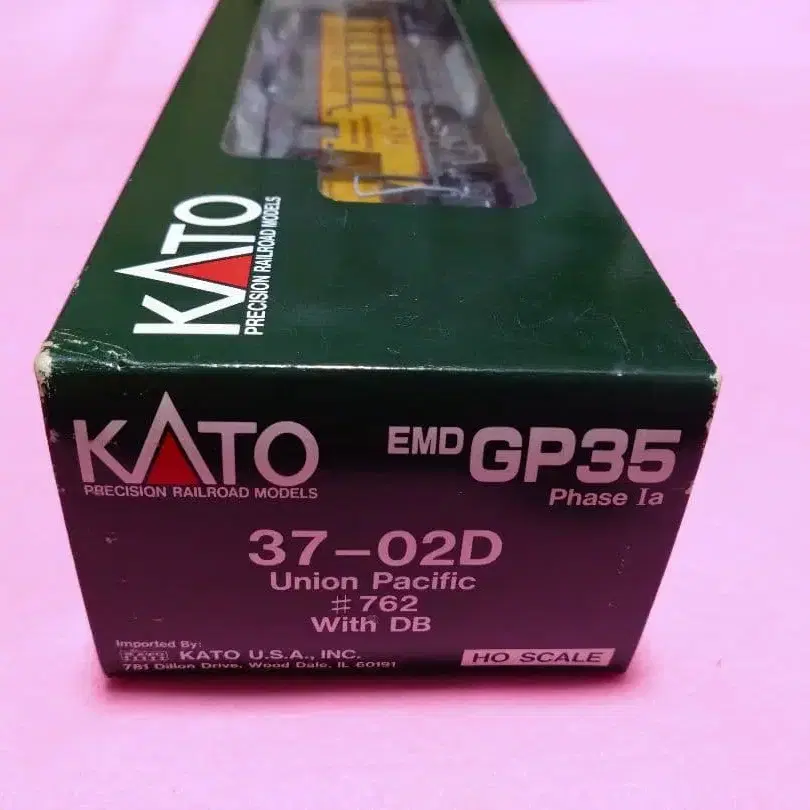 KATO
PRECISION RAILROAD MODELS
KATO
PRECISION RAILROAD MODELS
EMD GP35
Phase Ia
37-02D
Union Pacific
#762
With DB
Imported By:
KATO U.S.A., INC.
781 Dillon Drive, Wood Dale, IL 60191
HO SCALE